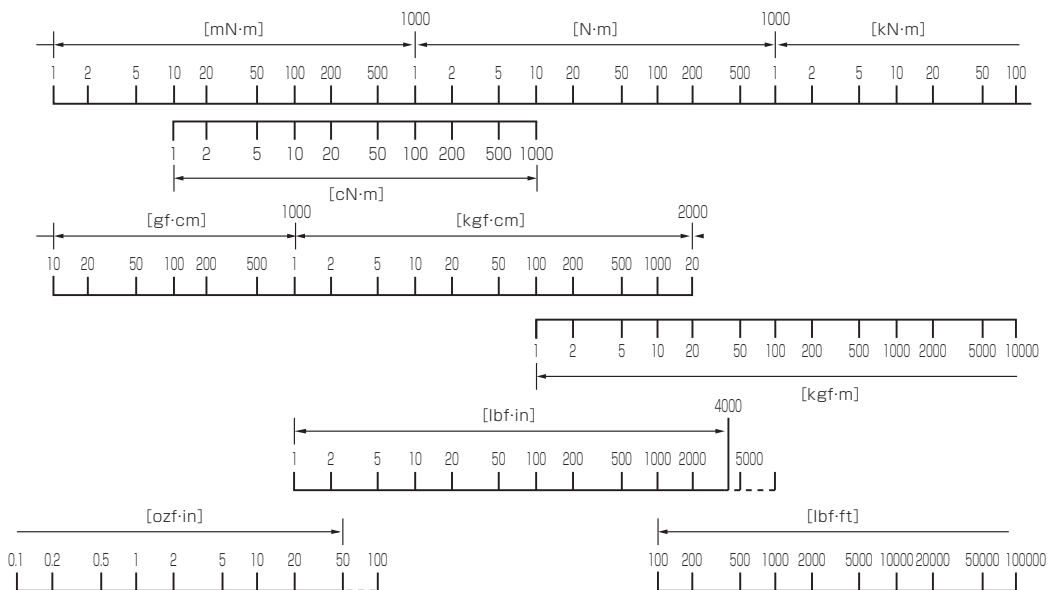 1000 1000
[mN·m] [N·m] [kN·m]
1 2 5 10 20 50 100 200 500 1 2 5 10 20 50 100 200 500 1 2 5 10 20 50 100
1 2 5 10 20 50 100 200 500 1000
[cN·m]
1000 2000
[gf·cm] [kgf·cm]
10 20 50 100 200 500 1 2 5 10 20 50 100 200 500 1000 20
1 2 5 10 20 50 100 200 500 1000 2000 5000 10000
[kgf·m]
4000
[lbf·in]
1 2 5 10 20 50 100 200 500 1000 2000 5000
[ozf·in] [lbf·ft]
0.1 0.2 0.5 1 2 5 10 20 50 100 100 200 500 1000 2000 5000 10000 20000 50000 100000